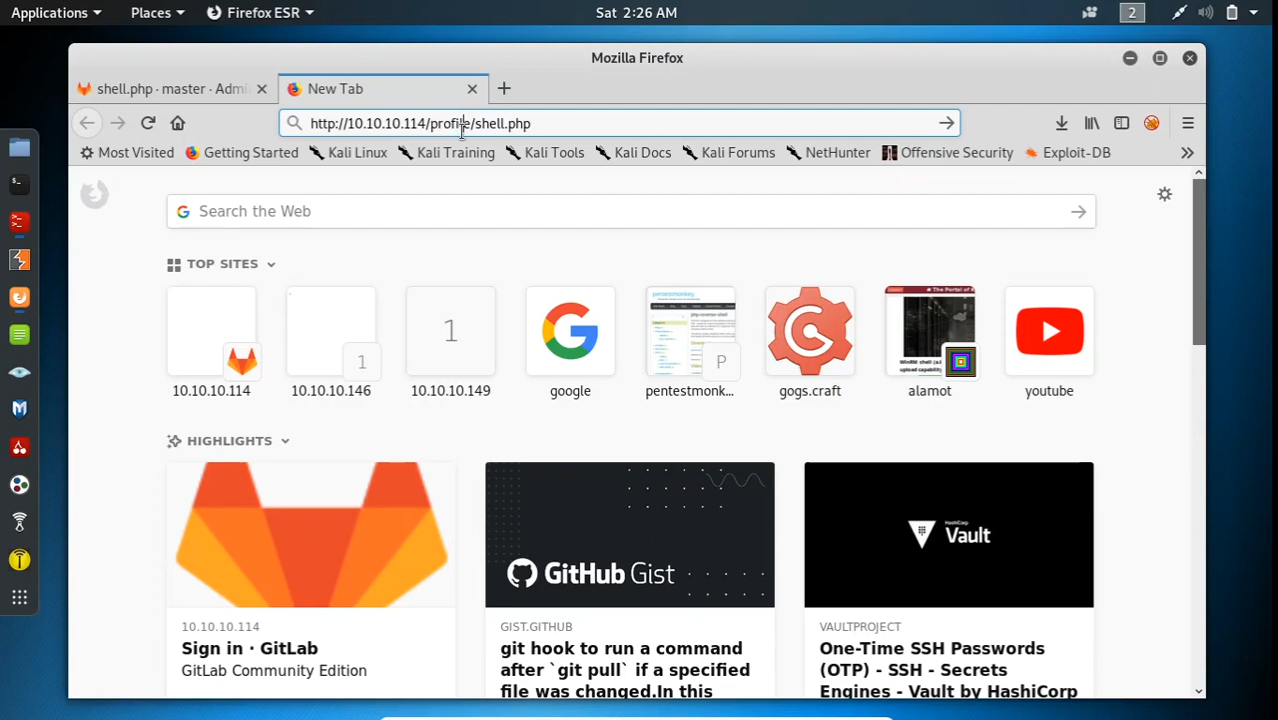 Applications Places Firefox ESR Sat 2:26 AM 2
Mozilla Firefox
shell.php · master · Admi
New Tab
http://10.10.10.114/profile/shell.php
Most Visited Getting Started Kali Linux Kali Training Kali Tools Kali Docs Kali Forums NetHunter Offensive Security Exploit-DB
Search the Web
TOP SITES
1 1 P
10.10.10.114 10.10.10.146 10.10.10.149 google pentestmonk... gogs.craft alamot youtube
HIGHLIGHTS
GitHub Gist
Vault
10.10.10.114
Sign in · GitLab
GitLab Community Edition
GIST.GITHUB
git hook to run a command
after `git pull` if a specified
file was changed.In this
VAULTPROJECT
One-Time SSH Passwords
(OTP) - SSH - Secrets
Engines - Vault by HashiCorp